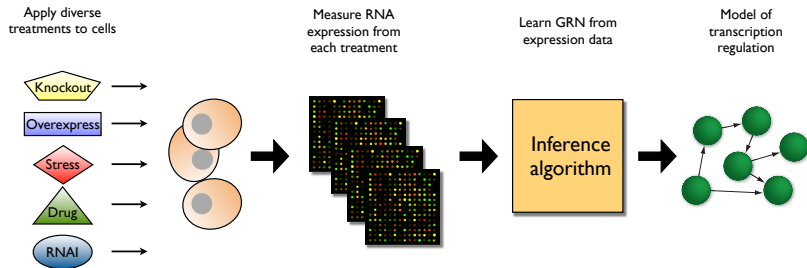 Apply diverse
treatments to cells
Measure RNA
expression from
each treatment
Learn GRN from
expression data
Model of
transcription
regulation
Knockout
Overexpress
Stress
Drug
RNAI
Inference
algorithm